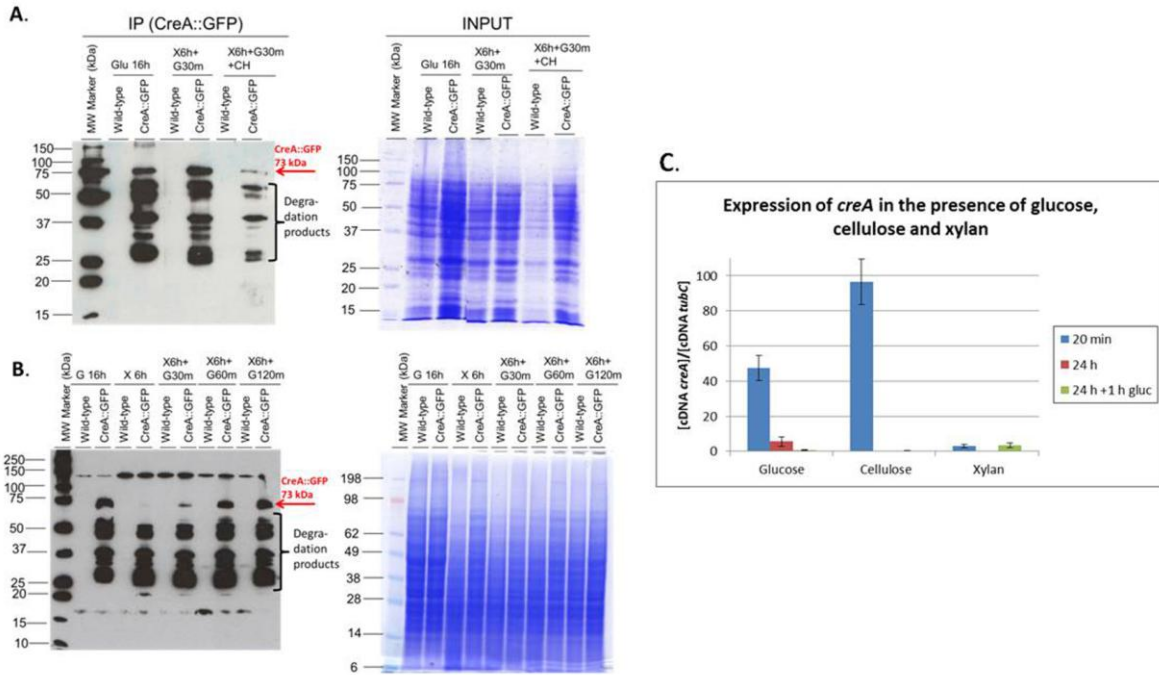 A.
IP (CreA::GFP)
Glu 16h
X6h+
G30m
X6h+G30m
+CH
MW Marker (kDa)
Wild-type
CreA::GFP
Wild-type
CreA::GFP
Wild-type
CreA::GFP
150
100
75
50
37
25
20
15
CreA::GFP
73 kDa
Degra-
dation
products
INPUT
Glu 16h
X6h+
G30m
X6h+G30m
+CH
MW Marker (kDa)
Wild-type
CreA::GFP
Wild-type
CreA::GFP
Wild-type
CreA::GFP
150
100
75
50
37
25
20
15
B.
G 16h
X 6h
X6h+
G30m
X6h+
G60m
X6h+
G120m
MW Marker (kDa)
Wild-type
CreA::GFP
Wild-type
CreA::GFP
Wild-type
CreA::GFP
Wild-type
CreA::GFP
Wild-type
CreA::GFP
250
150
100
75
50
37
25
20
15
10
CreA::GFP
73 kDa
Degra-
dation
products
G 16h
X 6h
X6h+
G30m
X6h+
G60m
X6h+
G120m
MW Marker (kDa)
Wild-type
CreA::GFP
Wild-type
CreA::GFP
Wild-type
CreA::GFP
Wild-type
CreA::GFP
Wild-type
CreA::GFP
198
98
62
49
38
28
14
6
C.
Expression of creA in the presence of glucose,
cellulose and xylan
[cDNA creA]/[cDNA tubC]
100
80
60
40
20
0
Glucose
Cellulose
Xylan
20 min
24 h
24 h +1 h gluc